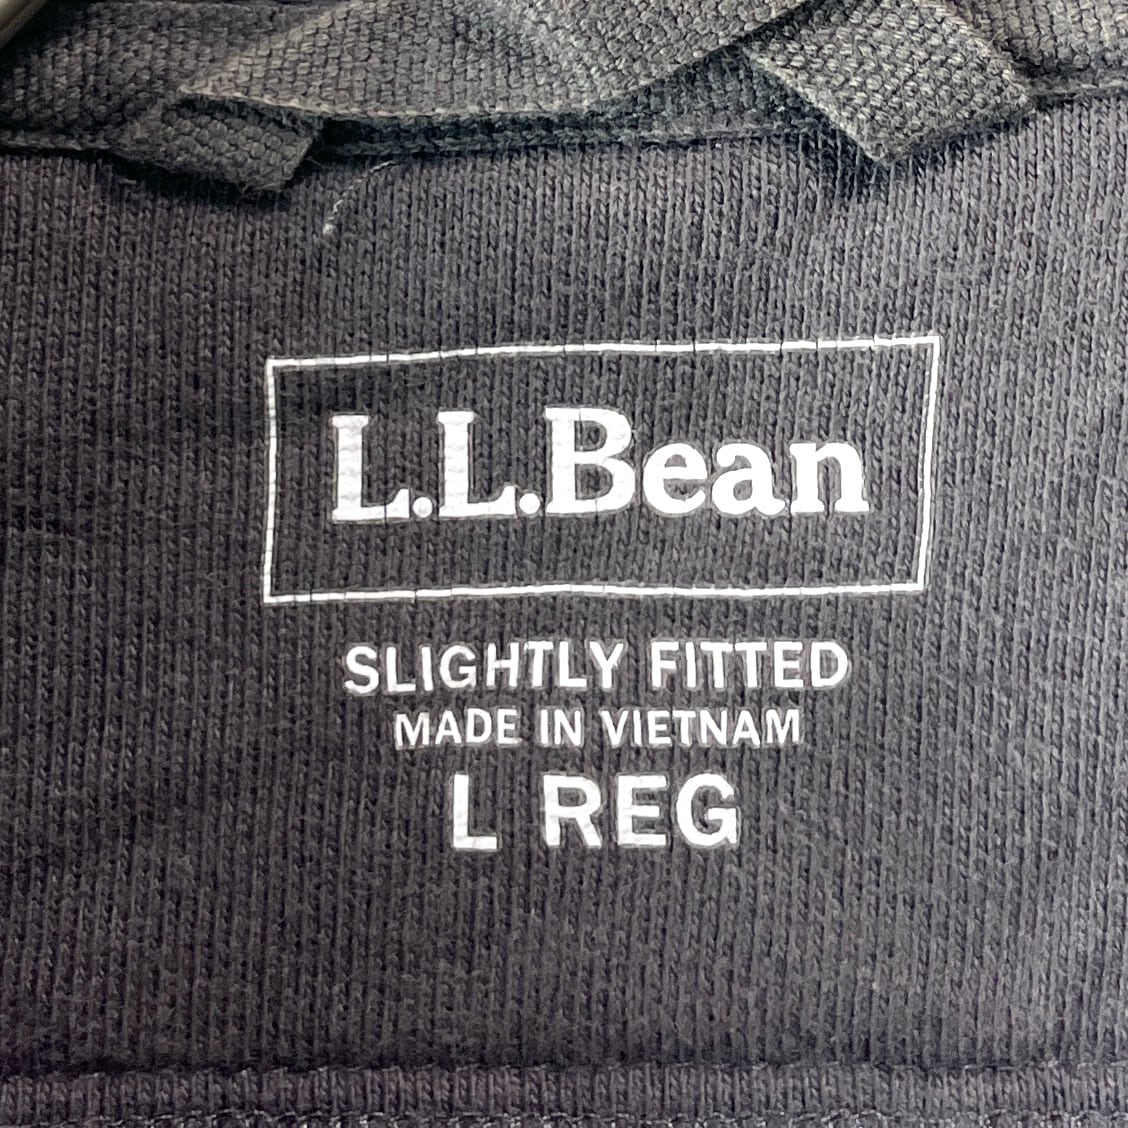 L.L.Bean
SLIGHTLY FITTED
MADE IN VIETNAM
L REG